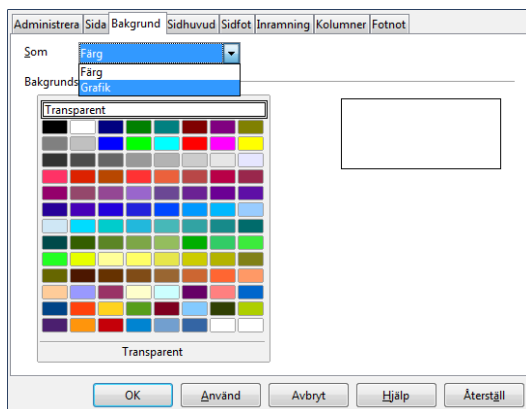 Administrera Sida Bakgrund Sidhuvud Sidfot Inramning Kolumner Fotnot
Som Färg
Färg
Grafik
Bakgrunds
Transparent
Transparent
OK Använd Avbryt Hjälp Återställ